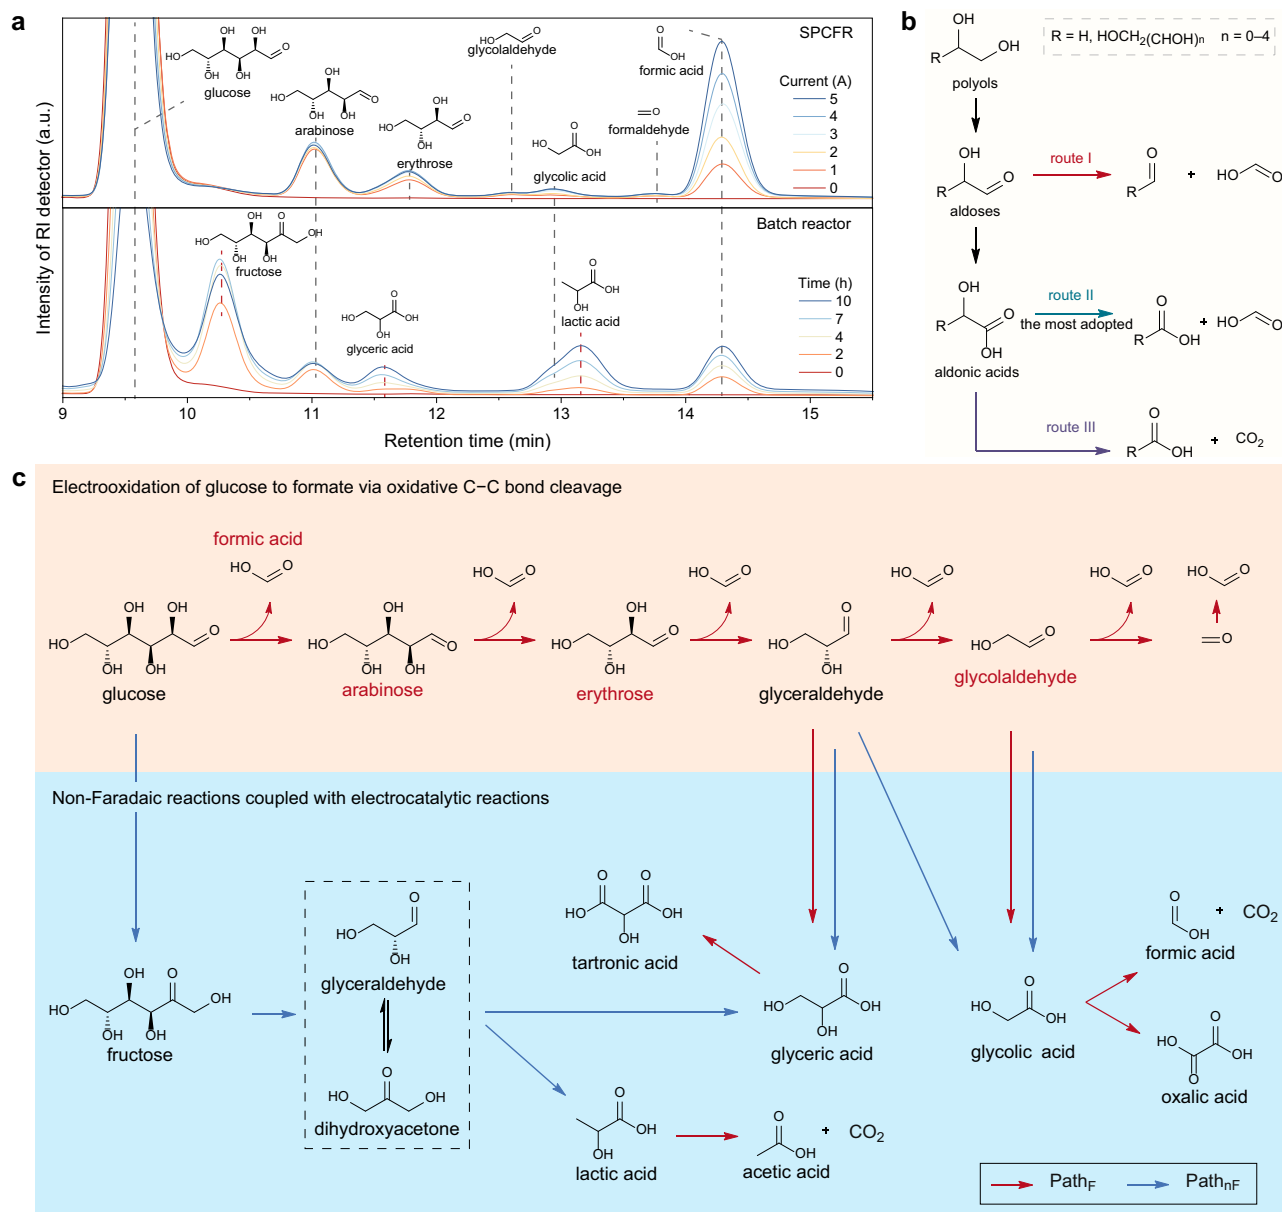 a
SPCFR
Intensity of RI detector (a.u.)
glucose
arabinose
erythrose
glycolaldehyde
glycolic acid
formaldehyde
formic acid
Current (A)
5
4
3
2
1
0
Batch reactor
fructose
glyceric acid
lactic acid
Time (h)
10
7
4
2
0
9 10 11 12 13 14 15
Retention time (min)
b
R = H, HOCH2(CHOH)n n = 0–4
polyols
aldoses
route I
+
aldonic acids
route II
the most adopted
+
route III
+ CO2
c
Electrooxidation of glucose to formate via oxidative C−C bond cleavage
formic acid
glucose
arabinose
erythrose
glyceraldehyde
glycolaldehyde
Non-Faradaic reactions coupled with electrocatalytic reactions
fructose
glyceraldehyde
dihydroxyacetone
tartronic acid
glyceric acid
glycolic acid
formic acid
+ CO2
oxalic acid
lactic acid
acetic acid
+ CO2
PathF
PathnF